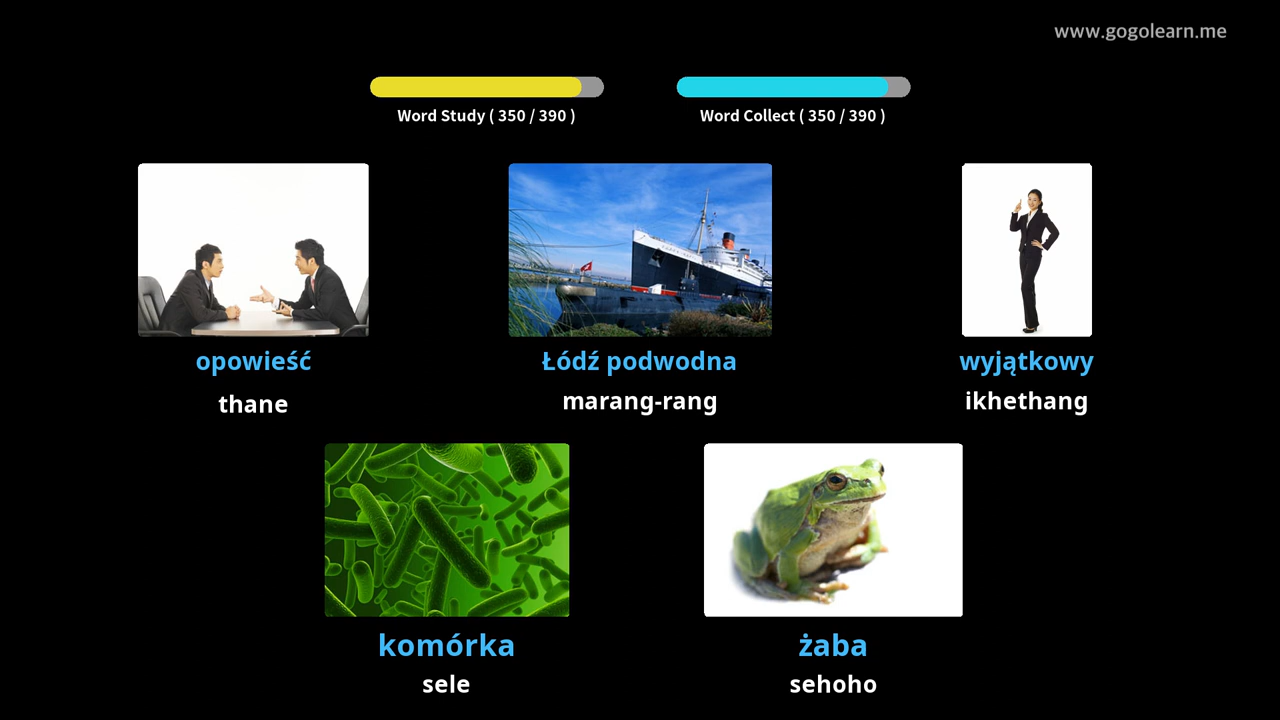 www.gogolearn.me
Word Study ( 350 / 390 )
Word Collect ( 350 / 390 )
opowieść
thane
Łódź podwodna
marang-rang
wyjątkowy
ikhethang
komórka
sele
żaba
sehoho